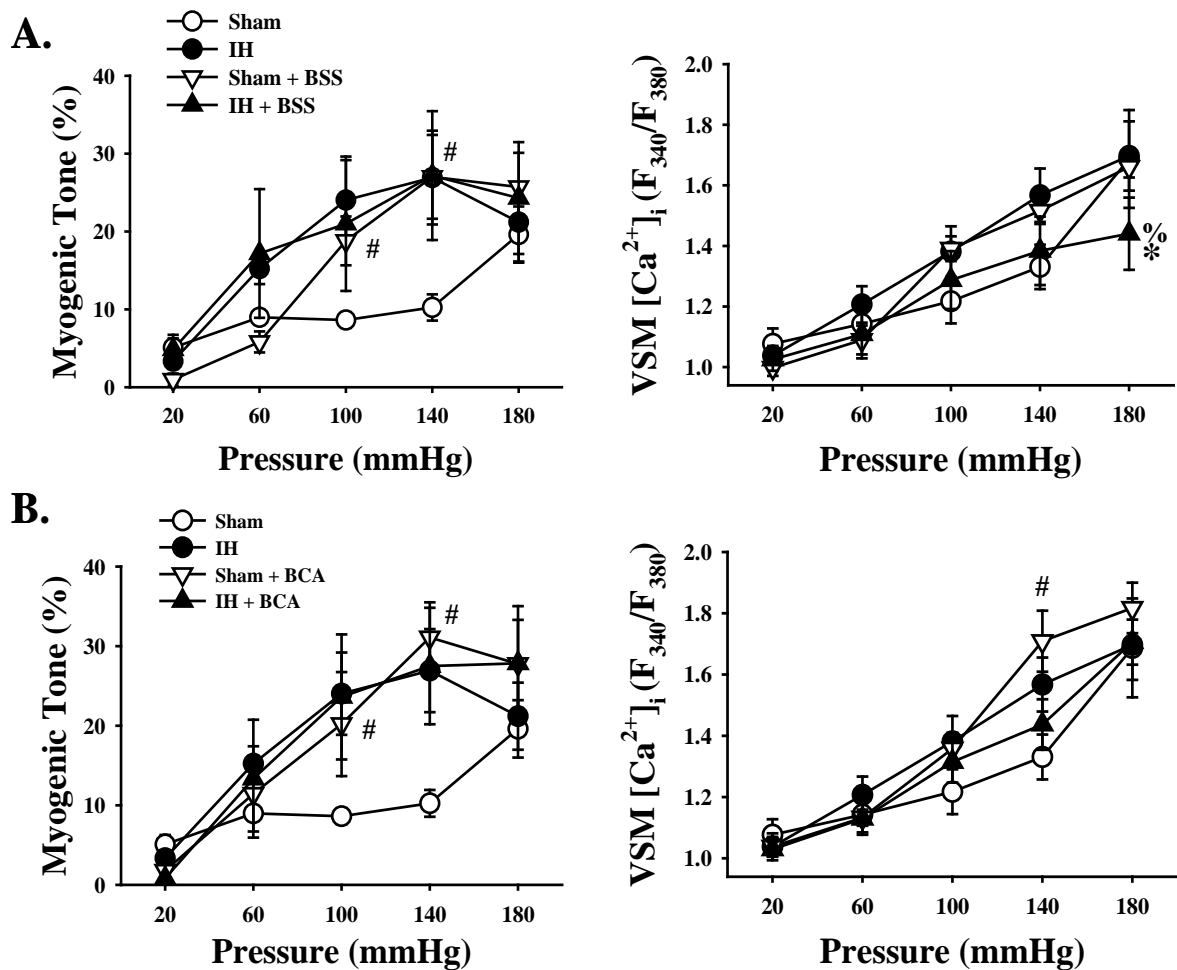 A.
Sham
IH
Sham + BSS
IH + BSS
Myogenic Tone (%)
40
30
20
10
0
#
#
20 60 100 140 180
Pressure (mmHg)
VSM [Ca2+]i (F340/F380)
2.0
1.8
1.6
1.4
1.2
1.0
%
*
20 60 100 140 180
Pressure (mmHg)
B.
Sham
IH
Sham + BCA
IH + BCA
Myogenic Tone (%)
40
30
20
10
0
#
#
20 60 100 140 180
Pressure (mmHg)
VSM [Ca2+]i (F340/F380)
2.0
1.8
1.6
1.4
1.2
1.0
#
20 60 100 140 180
Pressure (mmHg)